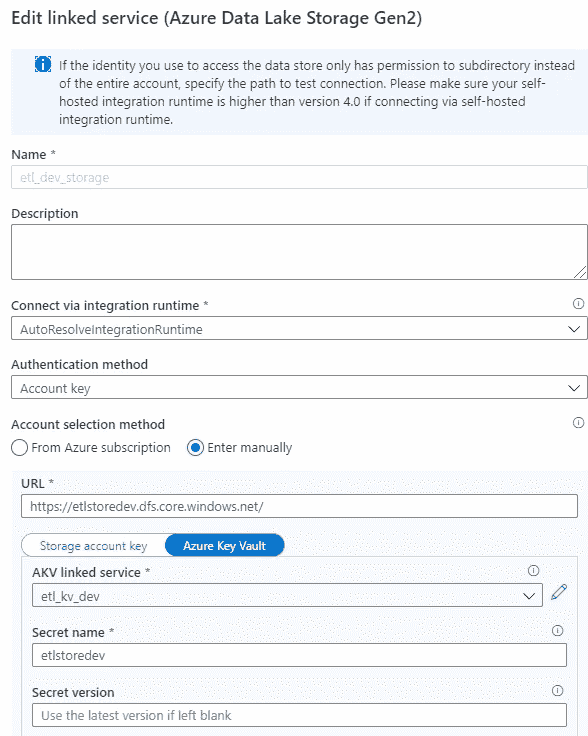 Edit linked service (Azure Data Lake Storage Gen2)
If the identity you use to access the data store only has permission to subdirectory instead
of the entire account, specify the path to test connection. Please make sure your self-
hosted integration runtime is higher than version 4.0 if connecting via self-hosted
integration runtime.
Name *
etl_dev_storage
Description
Connect via integration runtime *
AutoResolveIntegrationRuntime
Authentication method
Account key
Account selection method
From Azure subscription Enter manually
URL *
https://etlstoredev.dfs.core.windows.net/
Storage account key Azure Key Vault
AKV linked service *
etl_kv_dev
Secret name *
etlstoredev
Secret version
Use the latest version if left blank